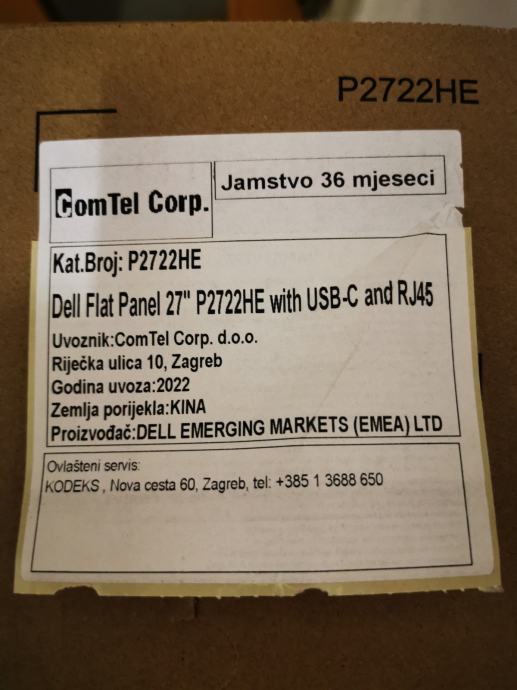 P2722HE
ComTel Corp.
Jamstvo 36 mjeseci
Kat.Broj: P2722HE
Dell Flat Panel 27" P2722HE with USB-C and RJ45
Uvoznik:ComTel Corp. d.o.o.
Riječka ulica 10, Zagreb
Godina uvoza:2022
Zemlja porijekla:KINA
Proizvođač:DELL EMERGING MARKETS (EMEA) LTD
Ovlašteni servis:
KODEKS , Nova cesta 60, Zagreb, tel: +385 1 3688 650